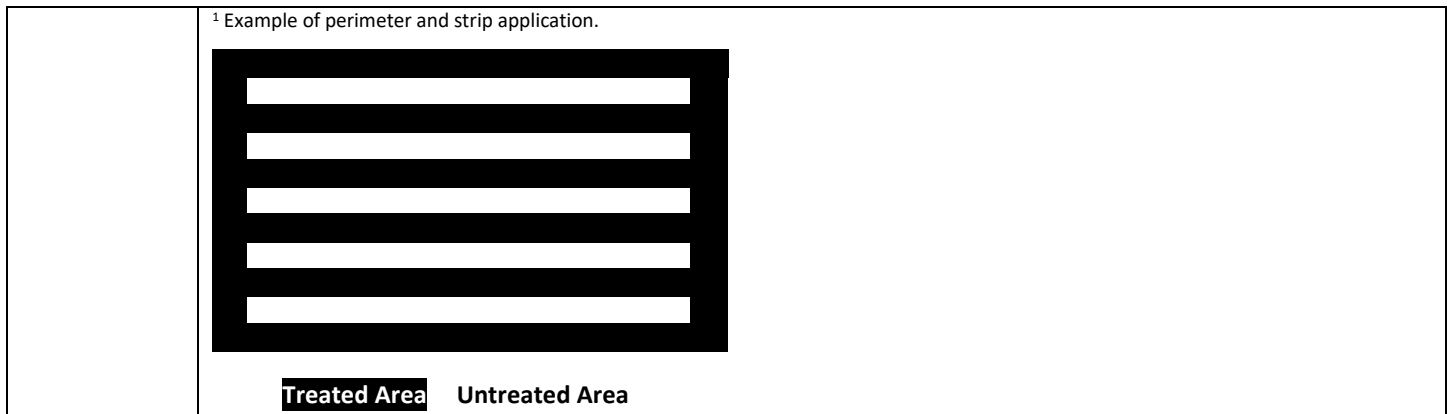 ¹ Example of perimeter and strip application.
Treated Area Untreated Area